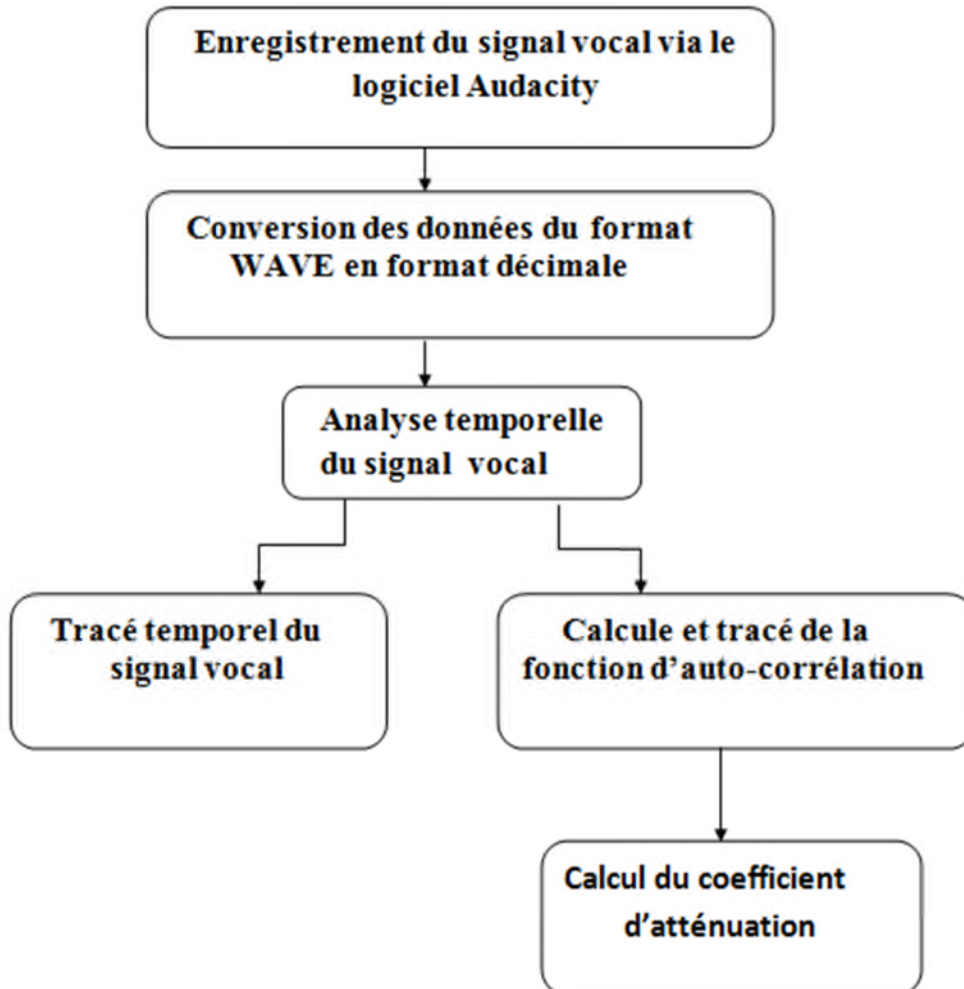 Enregistrement du signal vocal via le
logiciel Audacity
Conversion des données du format
WAVE en format décimale
Analyse temporelle
du signal vocal
Tracé temporel du
signal vocal
Calcule et tracé de la
fonction d’auto-corrélation
Calcul du coefficient
d’atténuation